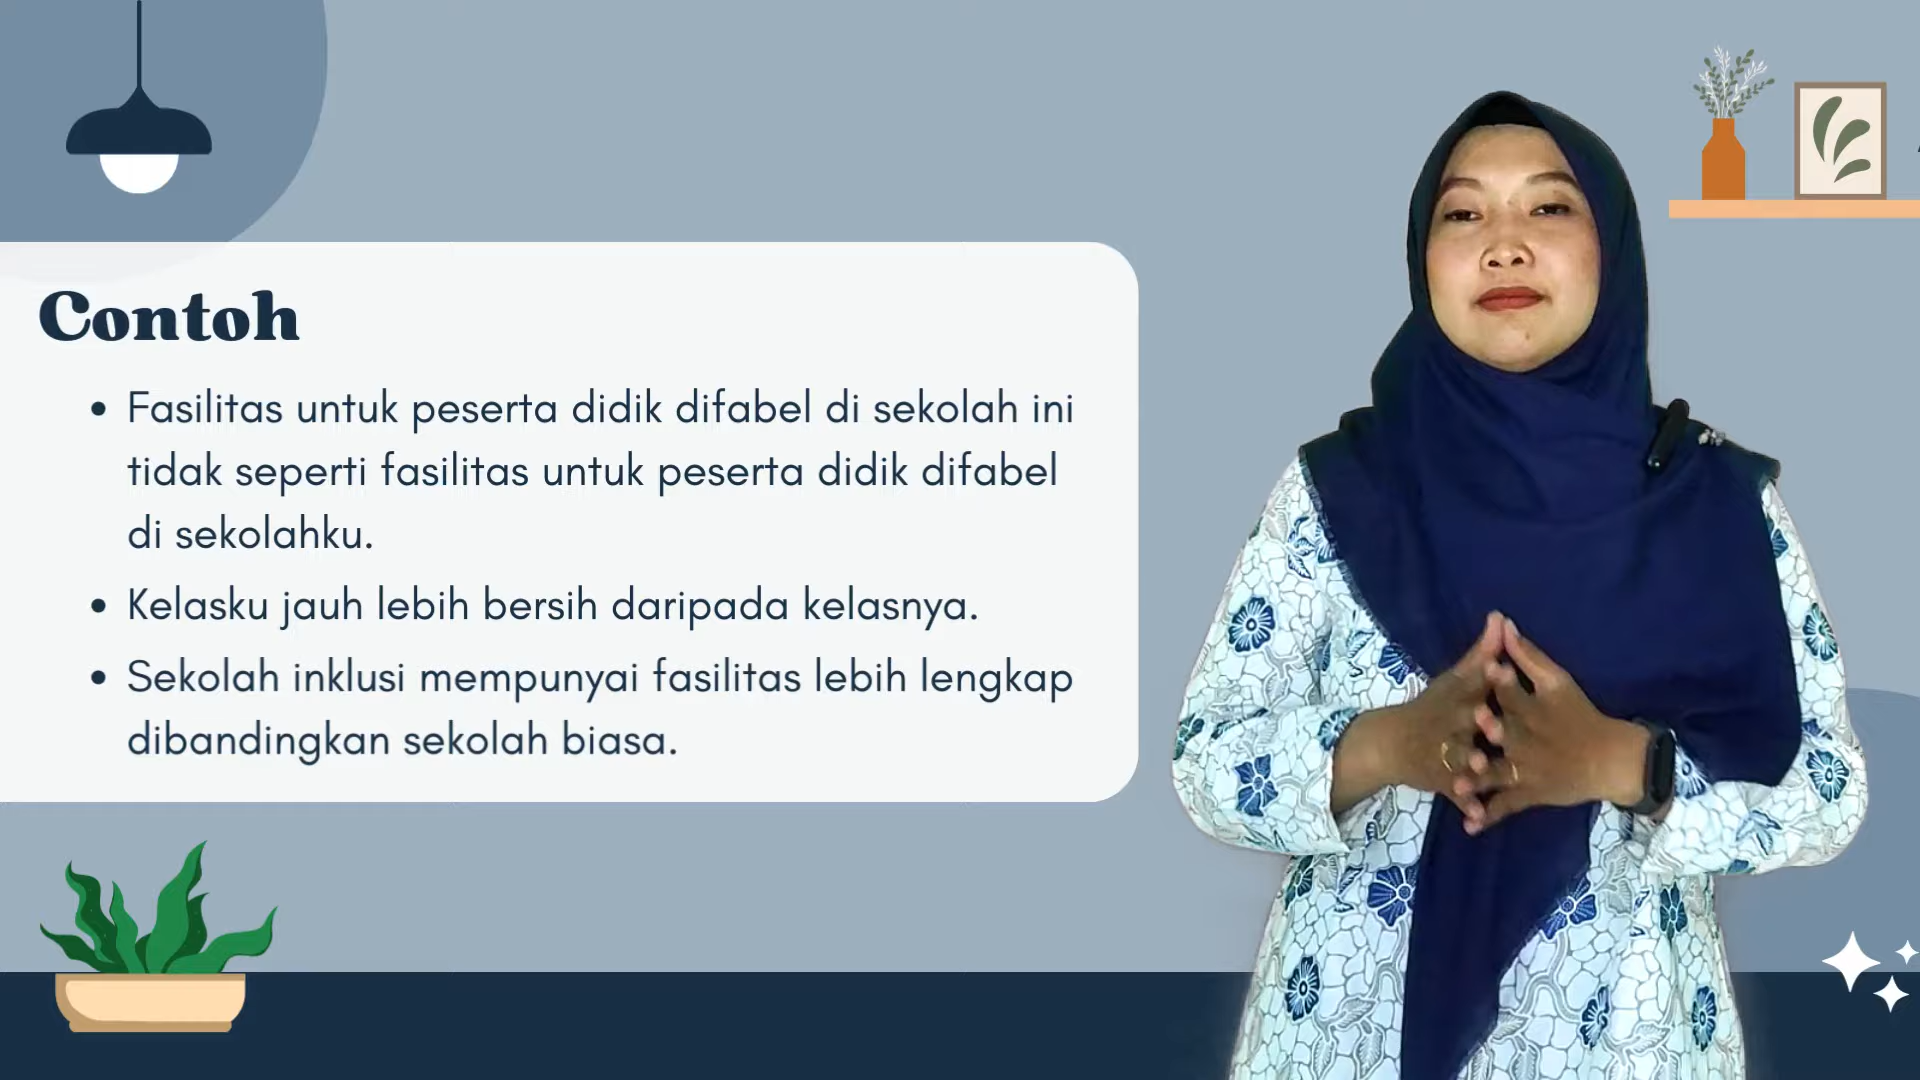 Contoh
• Fasilitas untuk peserta didik difabel di sekolah ini
tidak seperti fasilitas untuk peserta didik difabel
di sekolahku.
• Kelasku jauh lebih bersih daripada kelasnya.
• Sekolah inklusi mempunyai fasilitas lebih lengkap
dibandingkan sekolah biasa.